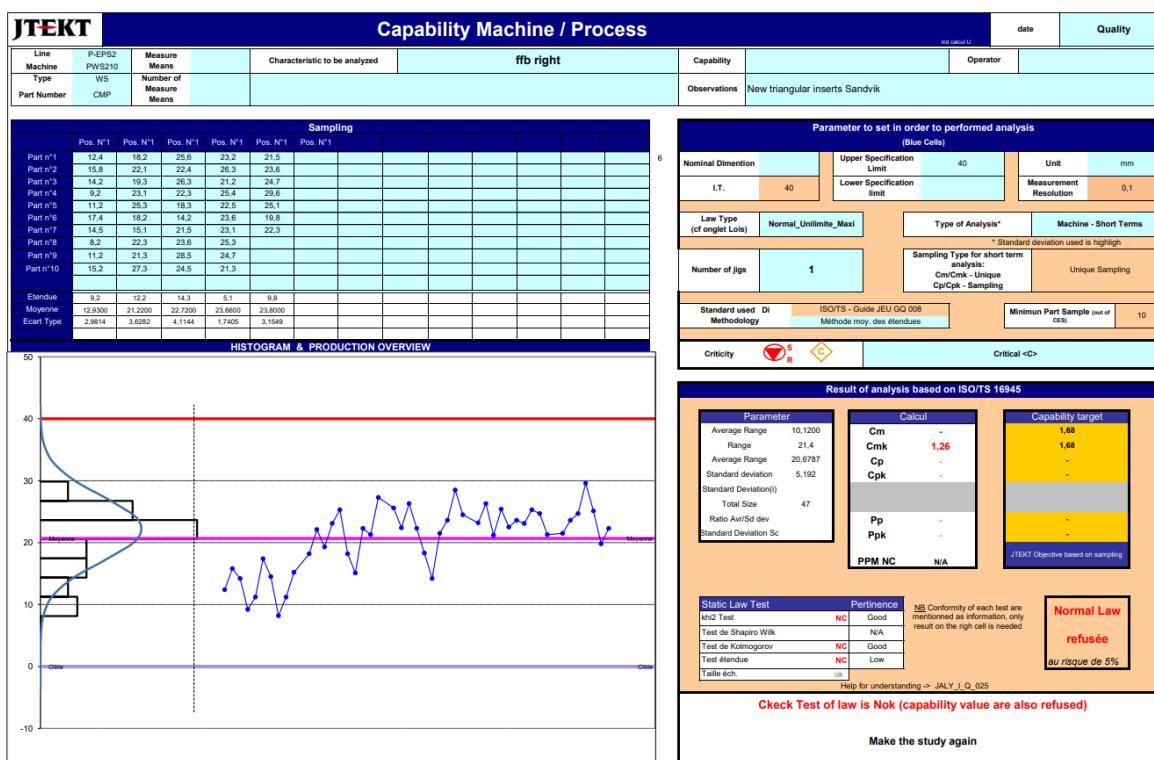 JTEKT
Capability Machine / Process
ind calcul U
date
Quality
Line P-EPS2 Measure Means Characteristic to be analyzed ffb right Capability Operator
Machine PWS210
Type WS Number of Measure Means Observations New triangular inserts Sandvik
Part Number CMP
Sampling
Pos. N°1 Pos. N°1 Pos. N°1 Pos. N°1 Pos. N°1 Pos. N°1
Part n°1 12,4 18,2 25,6 23,2 21,5 6
Part n°2 15,8 22,1 22,4 26,3 23,6
Part n°3 14,2 19,3 26,3 21,2 24,7
Part n°4 9,2 23,1 22,3 25,4 29,6
Part n°5 11,2 25,3 18,3 22,5 25,1
Part n°6 17,4 18,2 14,2 23,6 19,8
Part n°7 14,5 15,1 21,5 23,1 22,3
Part n°8 8,2 22,3 23,6 25,3
Part n°9 11,2 21,3 28,5 24,7
Part n°10 15,2 27,3 24,5 21,3
Etendue 9,2 12,2 14,3 5,1 9,8
Moyenne 12,9300 21,2200 22,7200 23,6600 23,8000
Ecart Type 2,9814 3,6282 4,1144 1,7405 3,1549
HISTOGRAM & PRODUCTION OVERVIEW
50
40
30
20
10
0
-10
Moyenne Moyenne
Cible Cible
Parameter to set in order to performed analysis
(Blue Cells)
Nominal Dimention Upper Specification Limit 40 Unit mm
I.T. 40 Lower Specification limit Measurement Resolution 0,1
Law Type (cf onglet Lois) Normal_Unilimite_Maxi Type of Analysis* Machine - Short Terms
* Standard deviation used is highligh
Number of jigs 1 Sampling Type for short term analysis: Cm/Cmk - Unique Cp/Cpk - Sampling Unique Sampling
Standard used Di ISO/TS - Guide JEU GQ 008 Minimun Part Sample (out of CES) 10
Methodology Méthode moy. des étendues
Criticity S R C Critical <C>
Result of analysis based on ISO/TS 16945
Parameter Calcul Capability target
Average Range 10,1200 Cm - 1,68
Range 21,4 Cmk 1,26 1,68
Average Range 20,6787 Cp - -
Standard deviation 5,192 Cpk - -
Standard Deviation(i)
Total Size 47
Ratio Avr/Sd dev Pp - -
Standard Deviation Sc Ppk - -
PPM NC N/A JTEKT Objective based on sampling
Static Law Test Pertinence
khi2 Test NC Good
Test de Shapiro Wilk N/A
Test de Kolmogorov NC Good
Test étendue NC Low
Taille éch. ok
NB Conformity of each test are
mentionned as information, only
result on the righ cell is needed
Normal Law
refusée
au risque de 5%
Help for understanding -> JALY_I_Q_025
Ckeck Test of law is Nok (capability value are also refused)
Make the study again